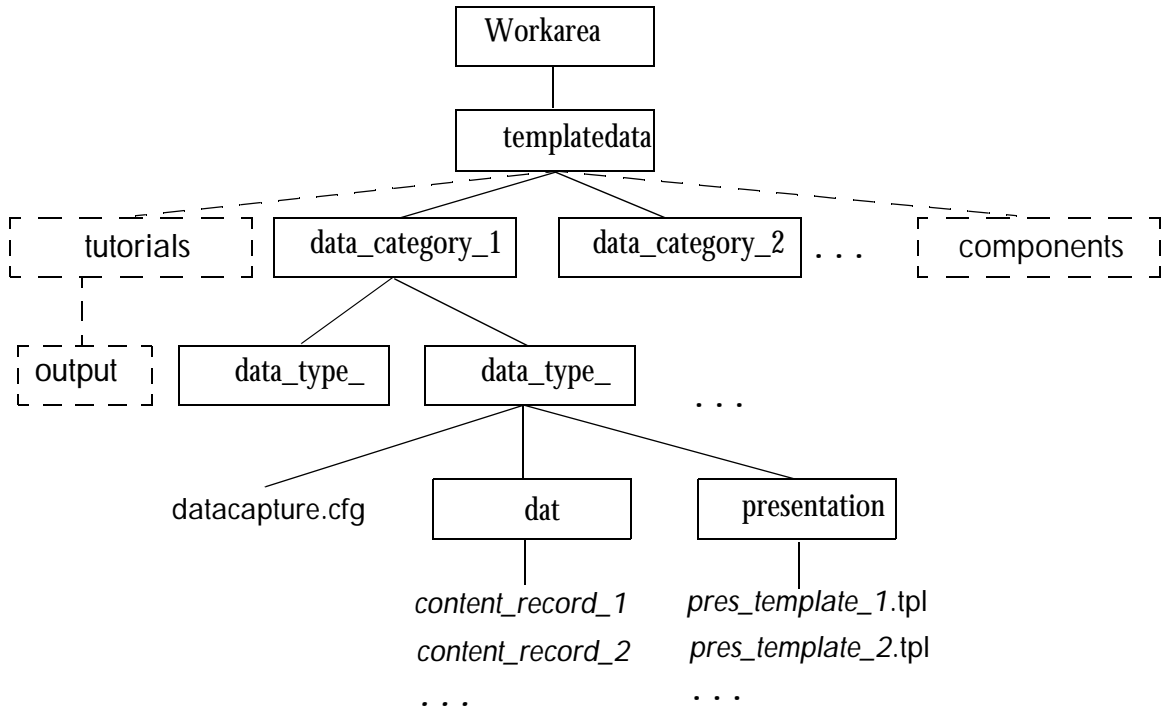 Workarea
templatedata
tutorials
data_category_1
data_category_2
. . .
components
output
data_type_
data_type_
. . .
datacapture.cfg
dat
presentation
content_record_1
pres_template_1.tpl
content_record_2
pres_template_2.tpl
. . .
. . .